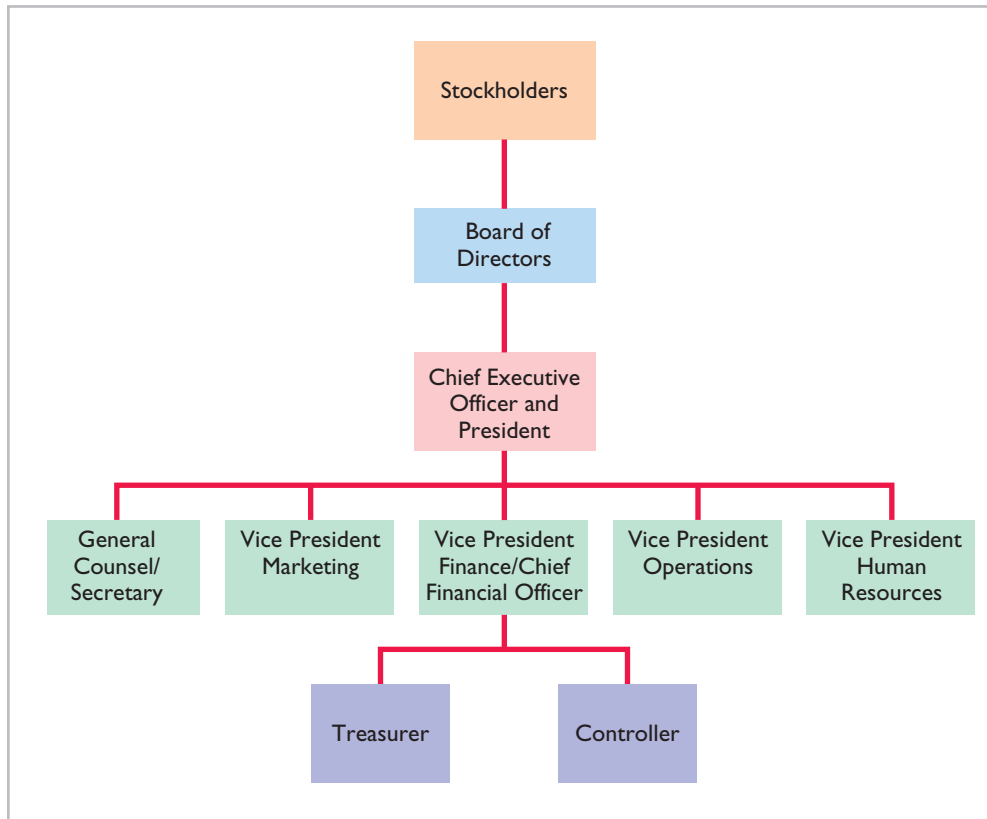 Stockholders
Board of
Directors
Chief Executive
Officer and
President
General
Counsel/
Secretary
Vice President
Marketing
Vice President
Finance/Chief
Financial Officer
Vice President
Operations
Vice President
Human
Resources
Treasurer
Controller